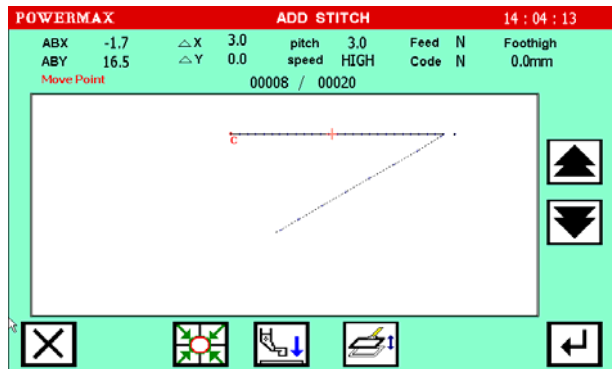 POWERMAX ADD STITCH 14 : 04 : 13
ABX -1.7 △X 3.0 pitch 3.0 Feed N Foothigh
ABY 16.5 △Y 0.0 speed HIGH Code N 0.0mm
Move Point 00008 / 00020
C